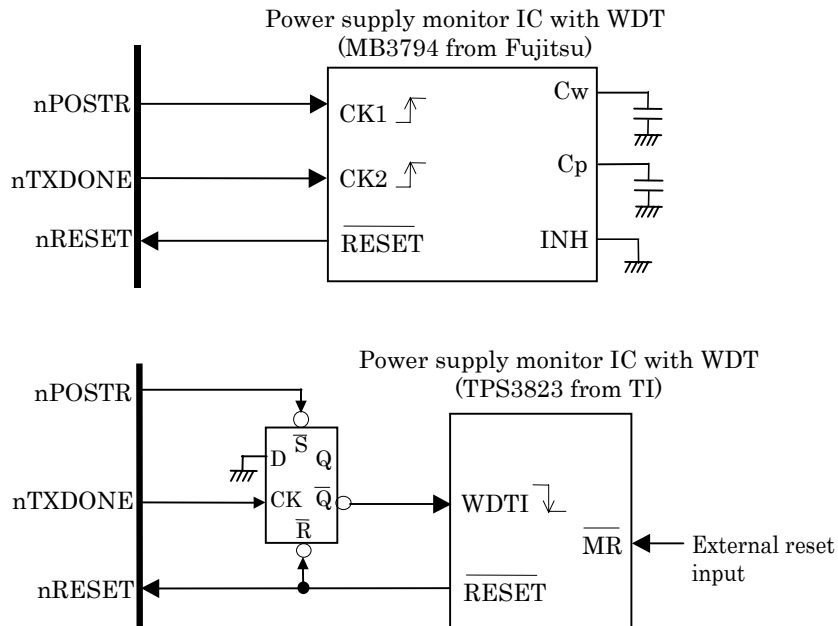 Power supply monitor IC with WDT
(MB3794 from Fujitsu)
nPOSTR
CK1
Cw
nTXDONE
CK2
Cp
nRESET
RESET
INH
Power supply monitor IC with WDT
(TPS3823 from TI)
nPOSTR
S
D
Q
nTXDONE
CK
Q
WDTI
R
MR
External reset
input
nRESET
RESET